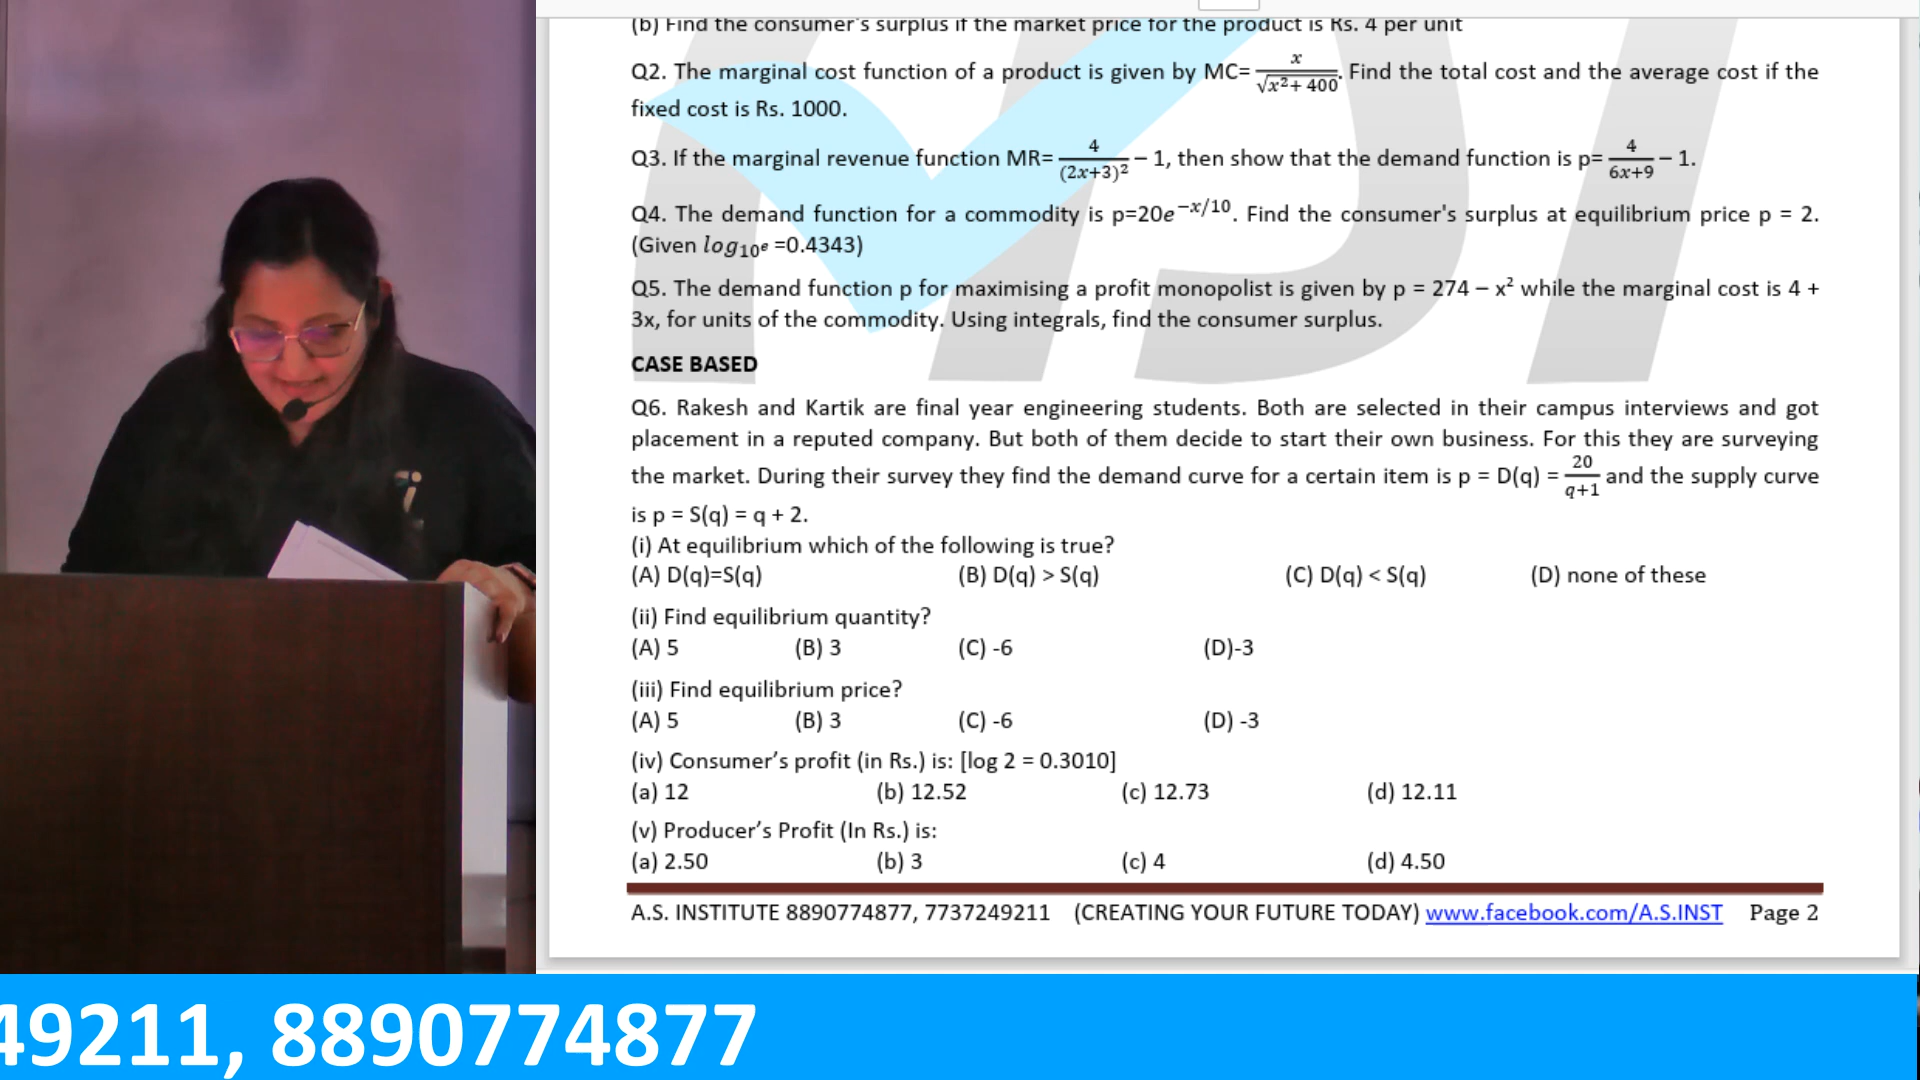 (b) Find the consumer's surplus if the market price for the product is Rs. 4 per unit
Q2. The marginal cost function of a product is given by MC= x/√x²+ 400. Find the total cost and the average cost if the
fixed cost is Rs. 1000.
Q3. If the marginal revenue function MR= 4/(2x+3)² − 1, then show that the demand function is p= 4/6x+9 − 1.
Q4. The demand function for a commodity is p=20e^−x/10. Find the consumer's surplus at equilibrium price p = 2.
(Given log₁₀e =0.4343)
Q5. The demand function p for maximising a profit monopolist is given by p = 274 – x² while the marginal cost is 4 +
3x, for units of the commodity. Using integrals, find the consumer surplus.
CASE BASED
Q6. Rakesh and Kartik are final year engineering students. Both are selected in their campus interviews and got
placement in a reputed company. But both of them decide to start their own business. For this they are surveying
the market. During their survey they find the demand curve for a certain item is p = D(q) = 20/q+1 and the supply curve
is p = S(q) = q + 2.
(i) At equilibrium which of the following is true?
(A) D(q)=S(q) (B) D(q) > S(q) (C) D(q) < S(q) (D) none of these
(ii) Find equilibrium quantity?
(A) 5 (B) 3 (C) -6 (D)-3
(iii) Find equilibrium price?
(A) 5 (B) 3 (C) -6 (D) -3
(iv) Consumer’s profit (in Rs.) is: [log 2 = 0.3010]
(a) 12 (b) 12.52 (c) 12.73 (d) 12.11
(v) Producer’s Profit (In Rs.) is:
(a) 2.50 (b) 3 (c) 4 (d) 4.50
A.S. INSTITUTE 8890774877, 7737249211 (CREATING YOUR FUTURE TODAY) www.facebook.com/A.S.INST Page 2
49211, 8890774877